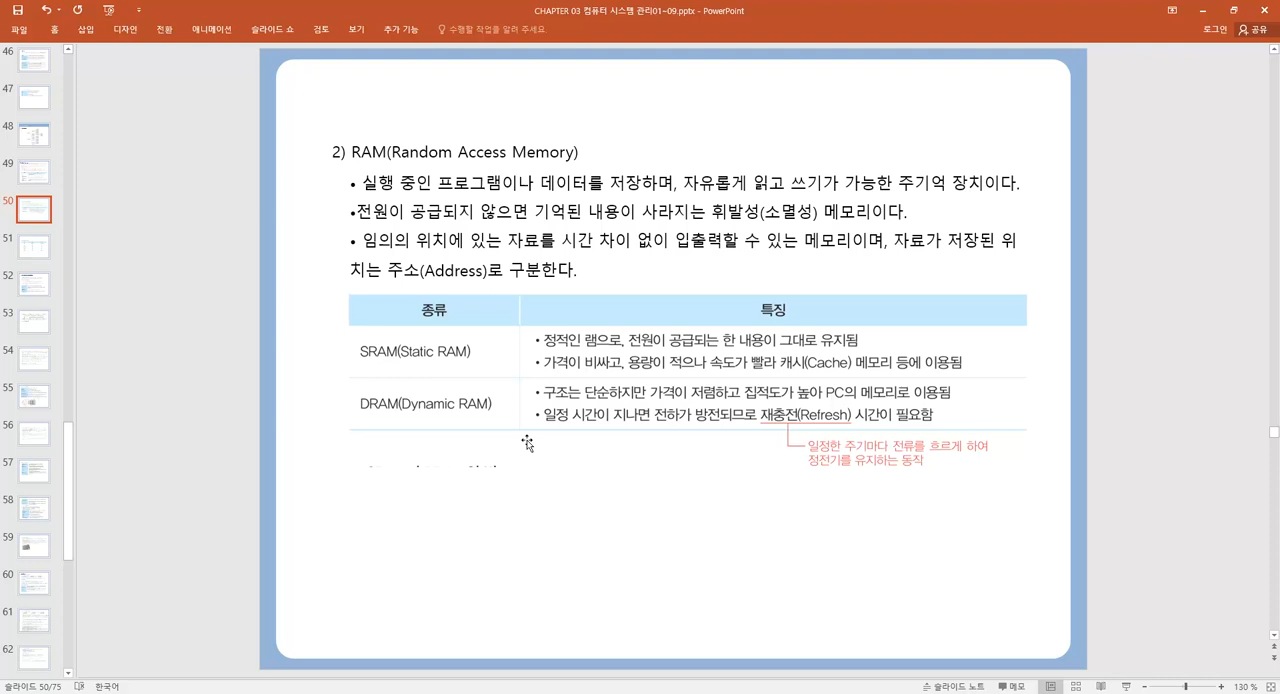 CHAPTER 03 컴퓨터 시스템 관리01~09.pptx - PowerPoint
파일 홈 삽입 디자인 전환 애니메이션 슬라이드 쇼 검토 보기 추가 기능 수행할 작업을 알려 주세요. 로그인 공유
46
47
48
49
50
51
52
53
54
55
56
57
58
59
60
61
62
2) RAM(Random Access Memory)
• 실행 중인 프로그램이나 데이터를 저장하며, 자유롭게 읽고 쓰기가 가능한 주기억 장치이다.
•전원이 공급되지 않으면 기억된 내용이 사라지는 휘발성(소멸성) 메모리이다.
• 임의의 위치에 있는 자료를 시간 차이 없이 입출력할 수 있는 메모리이며, 자료가 저장된 위
치는 주소(Address)로 구분한다.
종류 특징
SRAM(Static RAM)
• 정적인 램으로, 전원이 공급되는 한 내용이 그대로 유지됨
• 가격이 비싸고, 용량이 적으나 속도가 빨라 캐시(Cache) 메모리 등에 이용됨
DRAM(Dynamic RAM)
• 구조는 단순하지만 가격이 저렴하고 집적도가 높아 PC의 메모리로 이용됨
• 일정 시간이 지나면 전하가 방전되므로 재충전(Refresh) 시간이 필요함
일정한 주기마다 전류를 흐르게 하여
정전기를 유지하는 동작
슬라이드 50/75 한국어 슬라이드 노트 메모 130 %